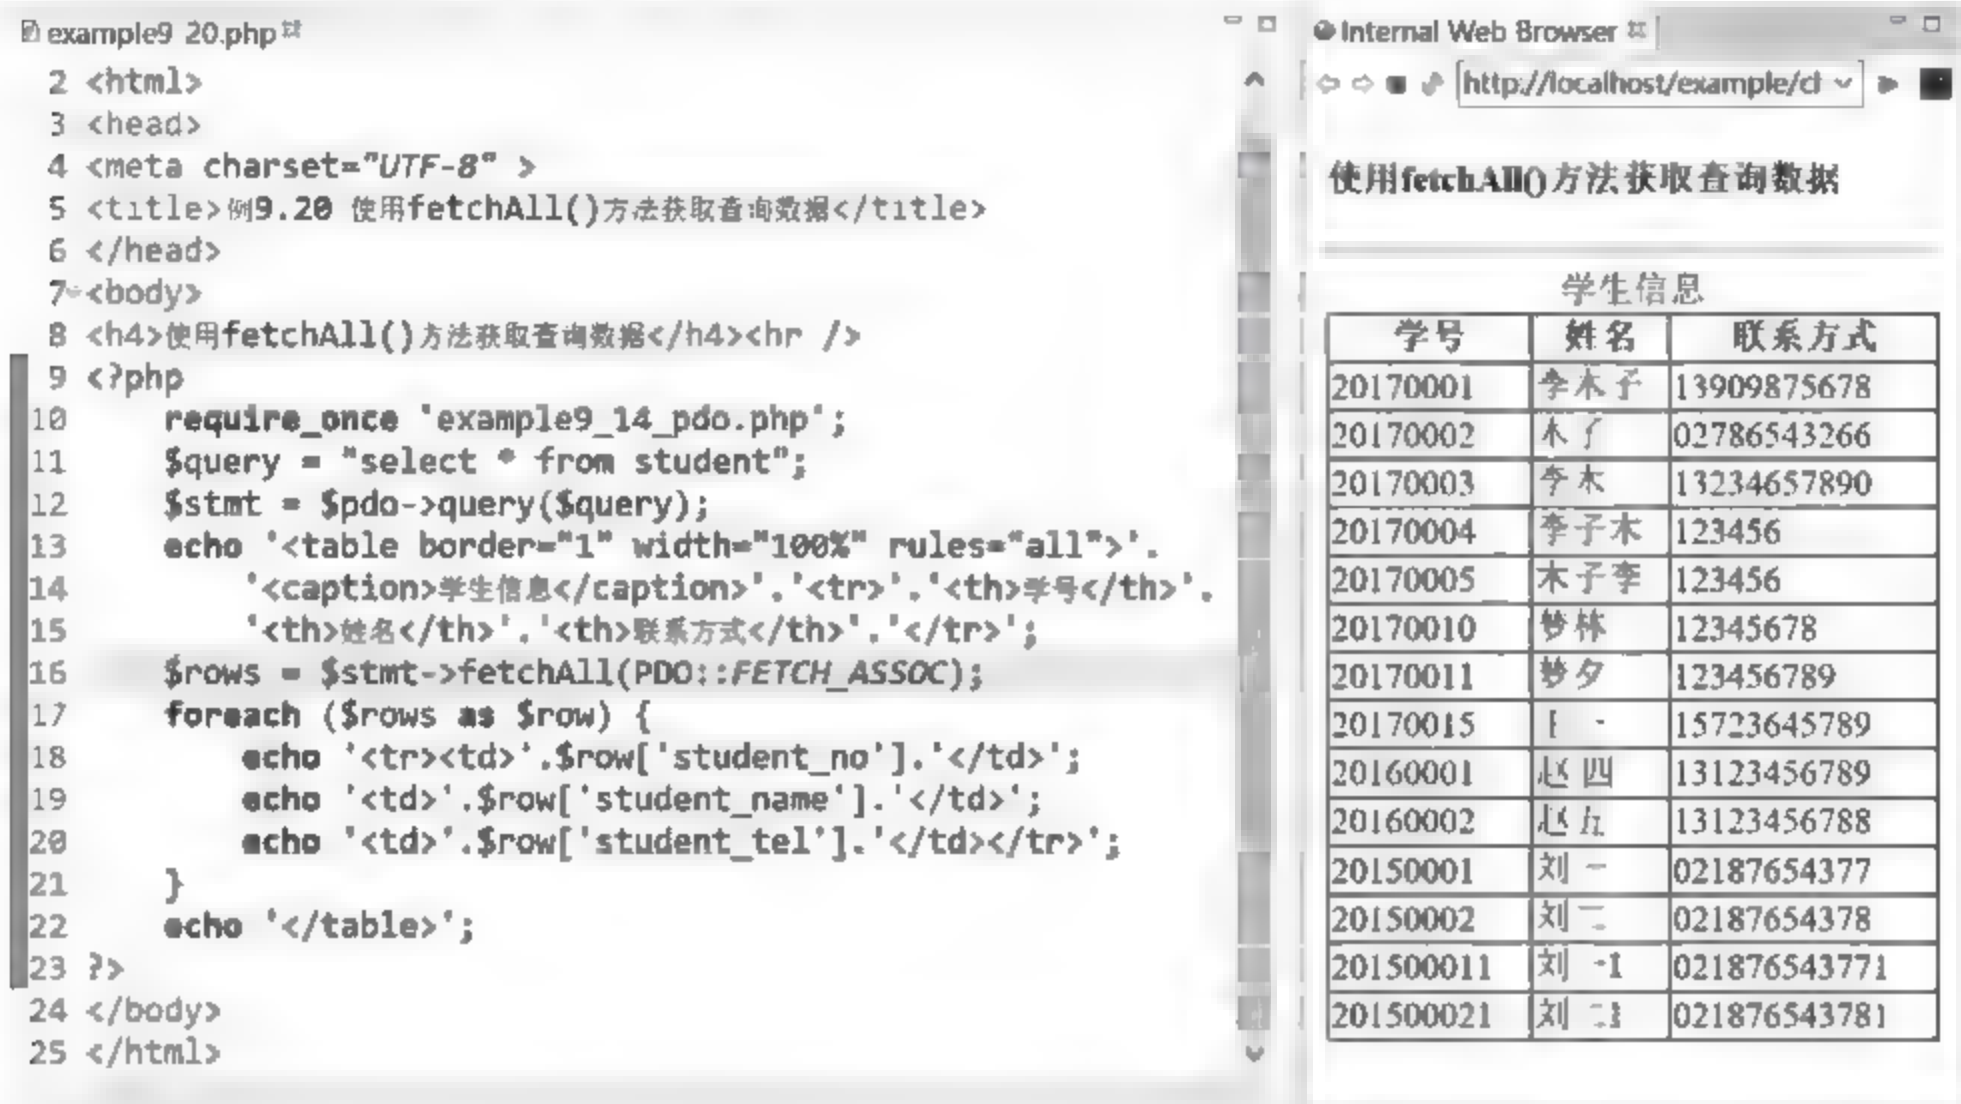 example9 20.php
2 <html>
3 <head>
4 <meta charset="UTF-8" >
5 <title>例9.20 使用fetchAll()方法获取查询数据</title>
6 </head>
7 <body>
8 <h4>使用fetchAll()方法获取查询数据</h4><hr />
9 <?php
10 require_once 'example9_14_pdo.php';
11 $query = "select * from student";
12 $stmt = $pdo->query($query);
13 echo '<table border="1" width="100%" rules="all">'.
14 '<caption>学生信息</caption>'.'<tr>'.'<th>学号</th>'.
15 '<th>姓名</th>'.'<th>联系方式</th>'.'</tr>';
16 $rows = $stmt->fetchAll(PDO::FETCH_ASSOC);
17 foreach ($rows as $row) {
18 echo '<tr><td>'.$row['student_no'].'</td>';
19 echo '<td>'.$row['student_name'].'</td>';
20 echo '<td>'.$row['student_tel'].'</td></tr>';
21 }
22 echo '</table>';
23 ?>
24 </body>
25 </html>
Internal Web Browser
http://localhost/example/cl
使用fetchAll()方法获取查询数据
学生信息
学号 姓名 联系方式
20170001 李木子 13909875678
20170002 木子 02786543266
20170003 李木 13234657890
20170004 李子木 123456
20170005 木子李 123456
20170010 梦林 12345678
20170011 梦夕 123456789
20170015 15723645789
20160001 赵四 13123456789
20160002 赵五 13123456788
20150001 刘一 02187654377
20150002 刘二 02187654378
201500011 刘一1 021876543771
201500021 刘二1 021876543781